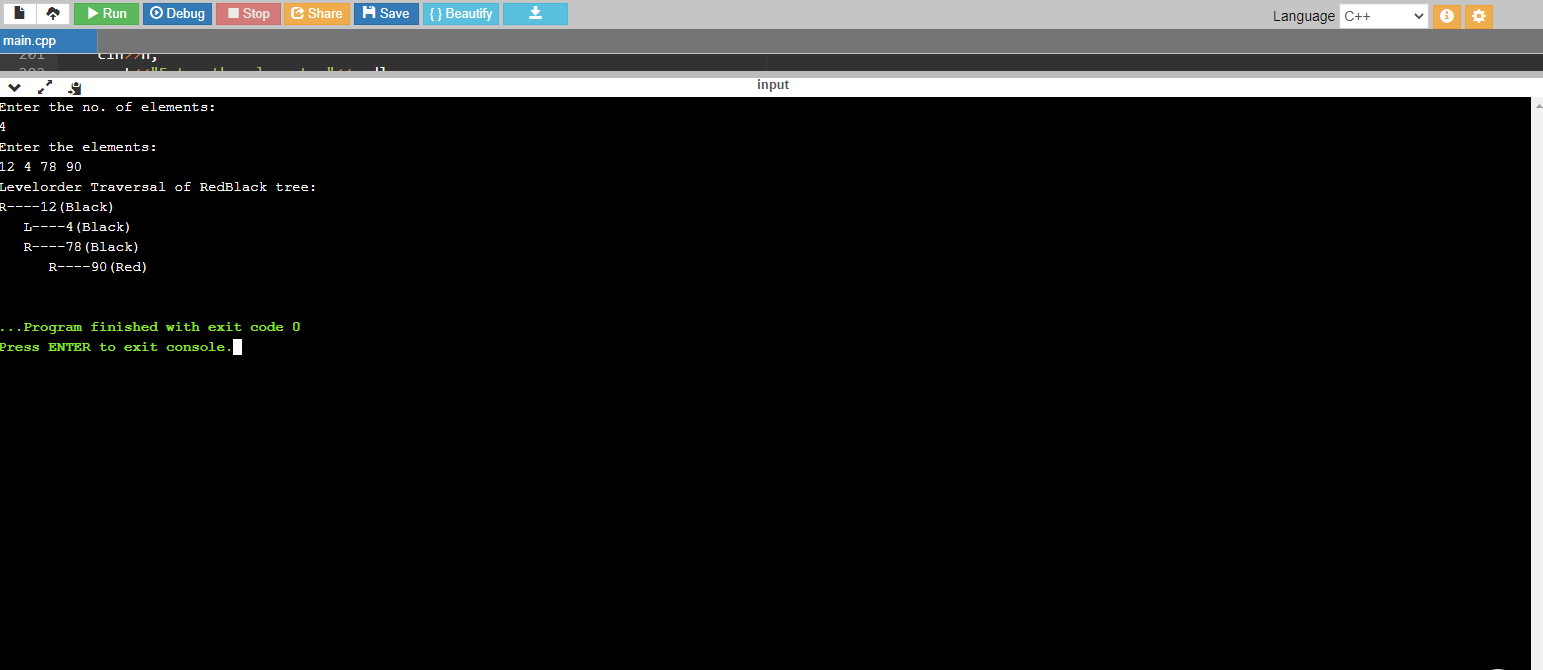 Run Debug Stop Share Save { } Beautify
Language C++
main.cpp
201 cin>>n;
input
Enter the no. of elements:
4
Enter the elements:
12 4 78 90
Levelorder Traversal of RedBlack tree:
R----12(Black)
L----4(Black)
R----78(Black)
R----90(Red)
...Program finished with exit code 0
Press ENTER to exit console.